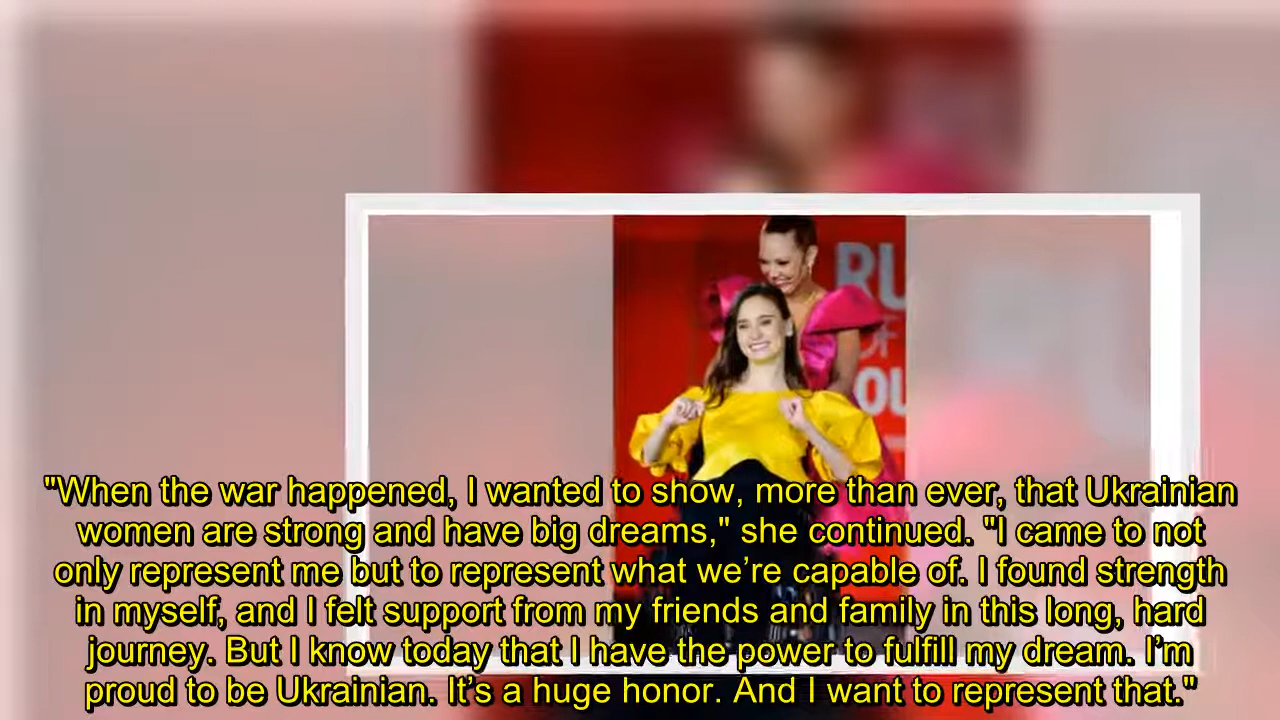 RU
OF
OU
"When the war happened, I wanted to show, more than ever, that Ukrainian
women are strong and have big dreams," she continued. "I came to not
only represent me but to represent what we’re capable of. I found strength
in myself, and I felt support from my friends and family in this long, hard
journey. But I know today that I have the power to fulfill my dream. I’m
proud to be Ukrainian. It’s a huge honor. And I want to represent that."